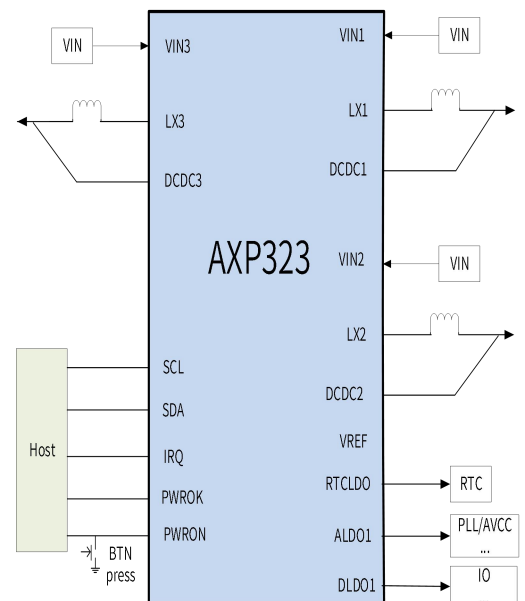 VIN
VIN3
VIN1
VIN
LX3
LX1
DCDC3
DCDC1
AXP323
VIN2
VIN
LX2
DCDC2
Host
SCL
SDA
IRQ
PWROK
PWRON
BTN
press
VREF
RTCLDO
RTC
ALDO1
PLL/AVCC
...
DLDO1
IO